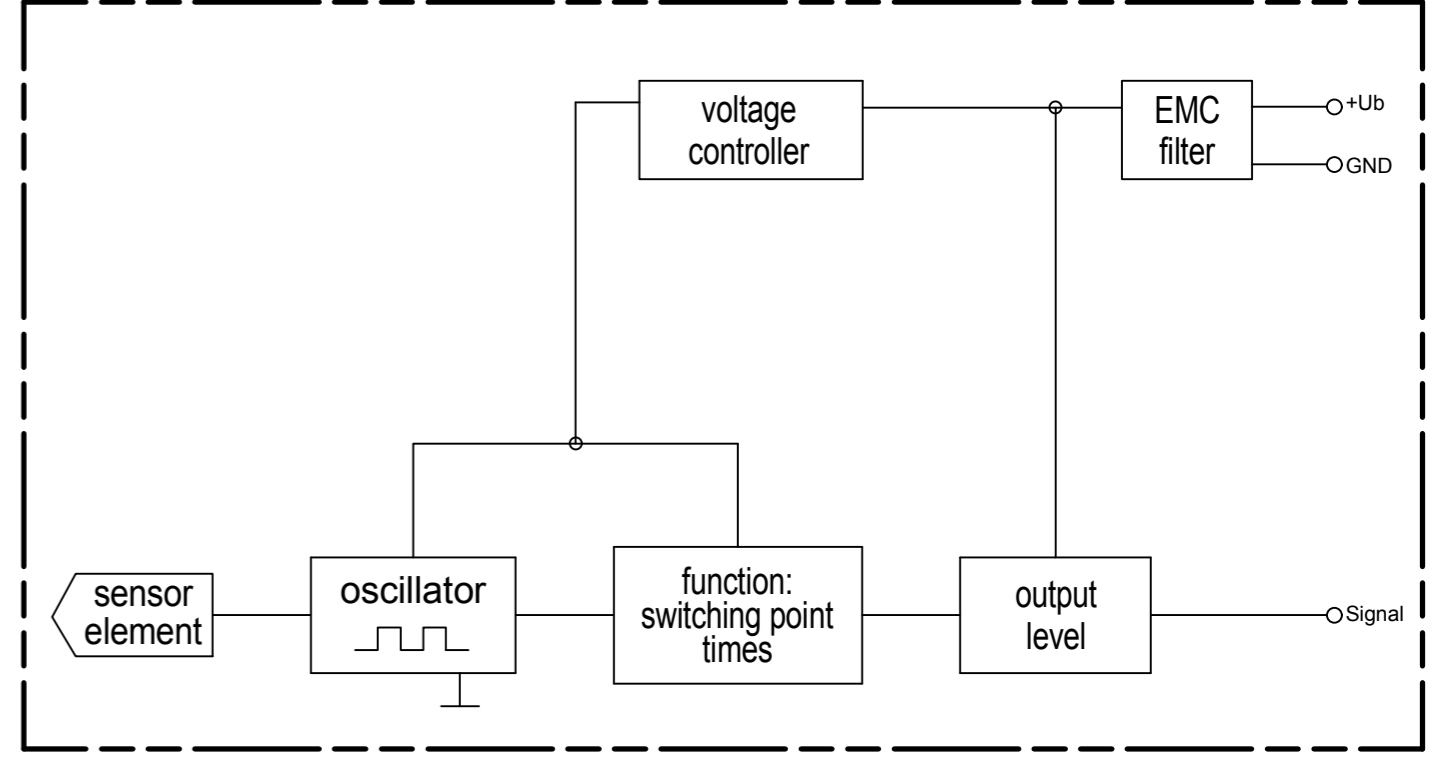 voltage
controller
EMC
filter
+Ub
GND
sensor
element
oscillator
function:
switching point
times
output
level
Signal